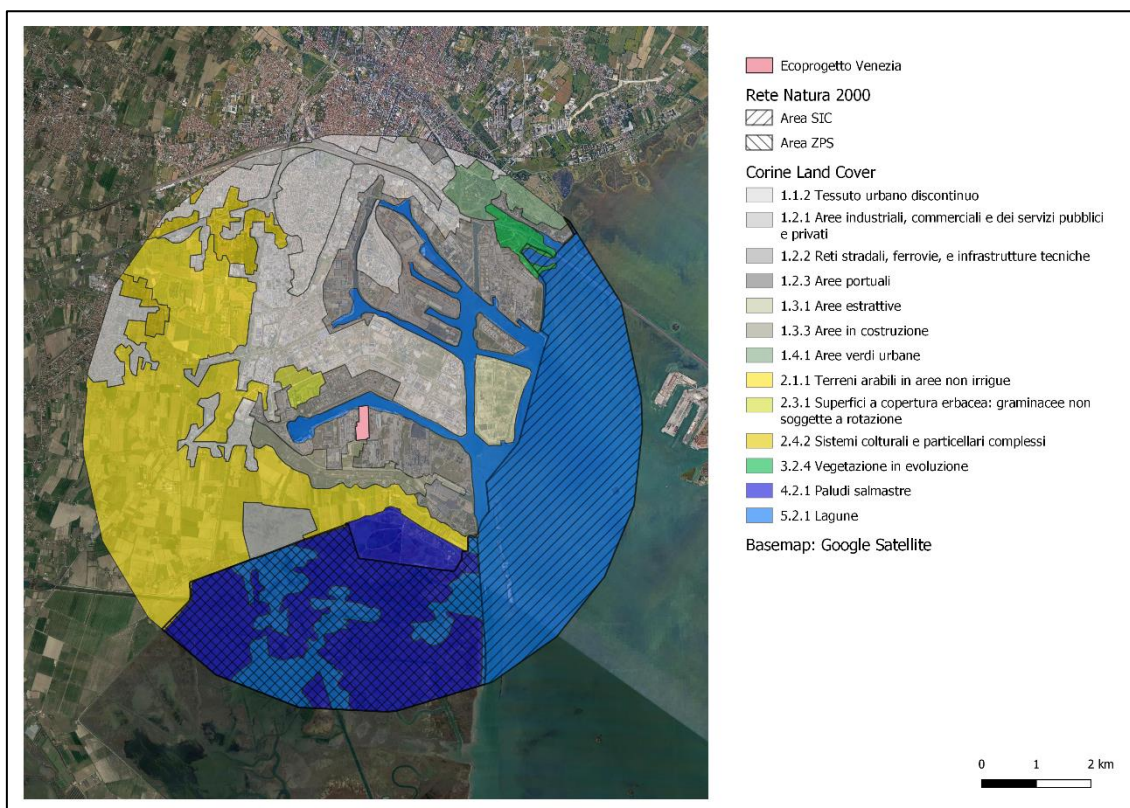 Ecoprogetto Venezia
Rete Natura 2000
Area SIC
Area ZPS
Corine Land Cover
1.1.2 Tessuto urbano discontinuo
1.2.1 Aree industriali, commerciali e dei servizi pubblici
e privati
1.2.2 Reti stradali, ferrovie, e infrastrutture tecniche
1.2.3 Aree portuali
1.3.1 Aree estrattive
1.3.3 Aree in costruzione
1.4.1 Aree verdi urbane
2.1.1 Terreni arabili in aree non irrigue
2.3.1 Superfici a copertura erbacea: graminacee non
soggette a rotazione
2.4.2 Sistemi colturali e particellari complessi
3.2.4 Vegetazione in evoluzione
4.2.1 Paludi salmastre
5.2.1 Lagune
Basemap: Google Satellite
0 1 2 km